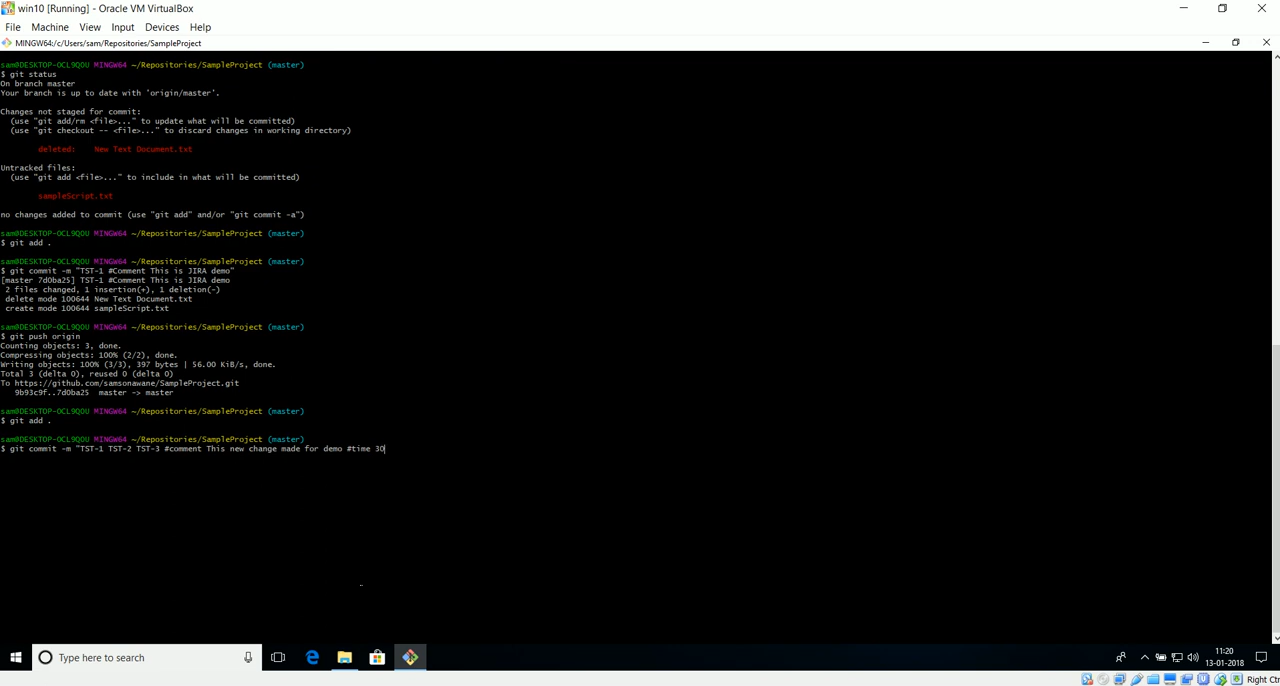 win10 [Running] - Oracle VM VirtualBox
File Machine View Input Devices Help
MINGW64:/c/Users/sam/Repositories/SampleProject
sam@DESKTOP-OCL9QOU MINGW64 ~/Repositories/SampleProject (master)
$ git status
On branch master
Your branch is up to date with 'origin/master'.
Changes not staged for commit:
(use "git add/rm <file>..." to update what will be committed)
(use "git checkout -- <file>..." to discard changes in working directory)
deleted: New Text Document.txt
Untracked files:
(use "git add <file>..." to include in what will be committed)
sampleScript.txt
no changes added to commit (use "git add" and/or "git commit -a")
sam@DESKTOP-OCL9QOU MINGW64 ~/Repositories/SampleProject (master)
$ git add .
sam@DESKTOP-OCL9QOU MINGW64 ~/Repositories/SampleProject (master)
$ git commit -m "TST-1 #Comment This is JIRA demo"
[master 7d0ba25] TST-1 #Comment This is JIRA demo
2 files changed, 1 insertion(+), 1 deletion(-)
delete mode 100644 New Text Document.txt
create mode 100644 sampleScript.txt
sam@DESKTOP-OCL9QOU MINGW64 ~/Repositories/SampleProject (master)
$ git push origin
Counting objects: 3, done.
Compressing objects: 100% (2/2), done.
Writing objects: 100% (3/3), 397 bytes | 56.00 KiB/s, done.
Total 3 (delta 0), reused 0 (delta 0)
To https://github.com/samsonawane/SampleProject.git
9b93c9f..7d0ba25 master -> master
sam@DESKTOP-OCL9QOU MINGW64 ~/Repositories/SampleProject (master)
$ git add .
sam@DESKTOP-OCL9QOU MINGW64 ~/Repositories/SampleProject (master)
$ git commit -m "TST-1 TST-2 TST-3 #comment This new change made for demo #time 30
Type here to search
11:20
13-01-2018
Right Ctr